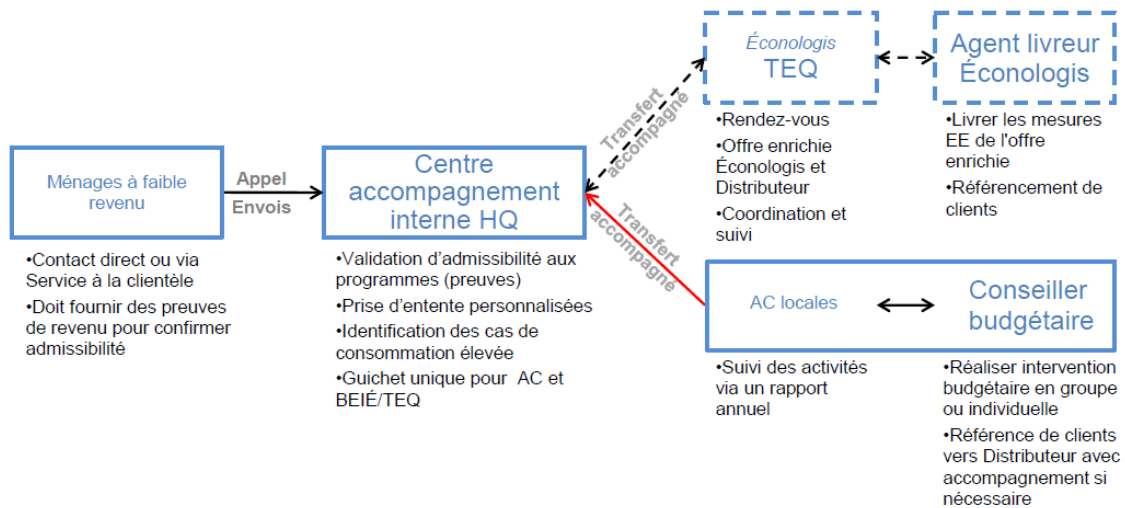 Ménages à faible
revenu
•Contact direct ou via
Service à la clientèle
•Doit fournir des preuves
de revenu pour confirmer
admissibilité
Appel
Envois
Centre
accompagnement
interne HQ
•Validation d’admissibilité aux
programmes (preuves)
•Prise d’entente personnalisées
•Identification des cas de
consommation élevée
•Guichet unique pour AC et
BEIÉ/TEQ
Transfert
accompagné
Transfert
accompagné
Éconologis
TEQ
•Rendez-vous
•Offre enrichie
Éconologis et
Distributeur
•Coordination et
suivi
Agent livreur
Éconologis
•Livrer les mesures
EE de l'offre
enrichie
•Référencement de
clients
AC locales
•Suivi des activités
via un rapport
annuel
Conseiller
budgétaire
•Réaliser intervention
budgétaire en groupe
ou individuelle
•Référence de clients
vers Distributeur avec
accompagnement si
nécessaire